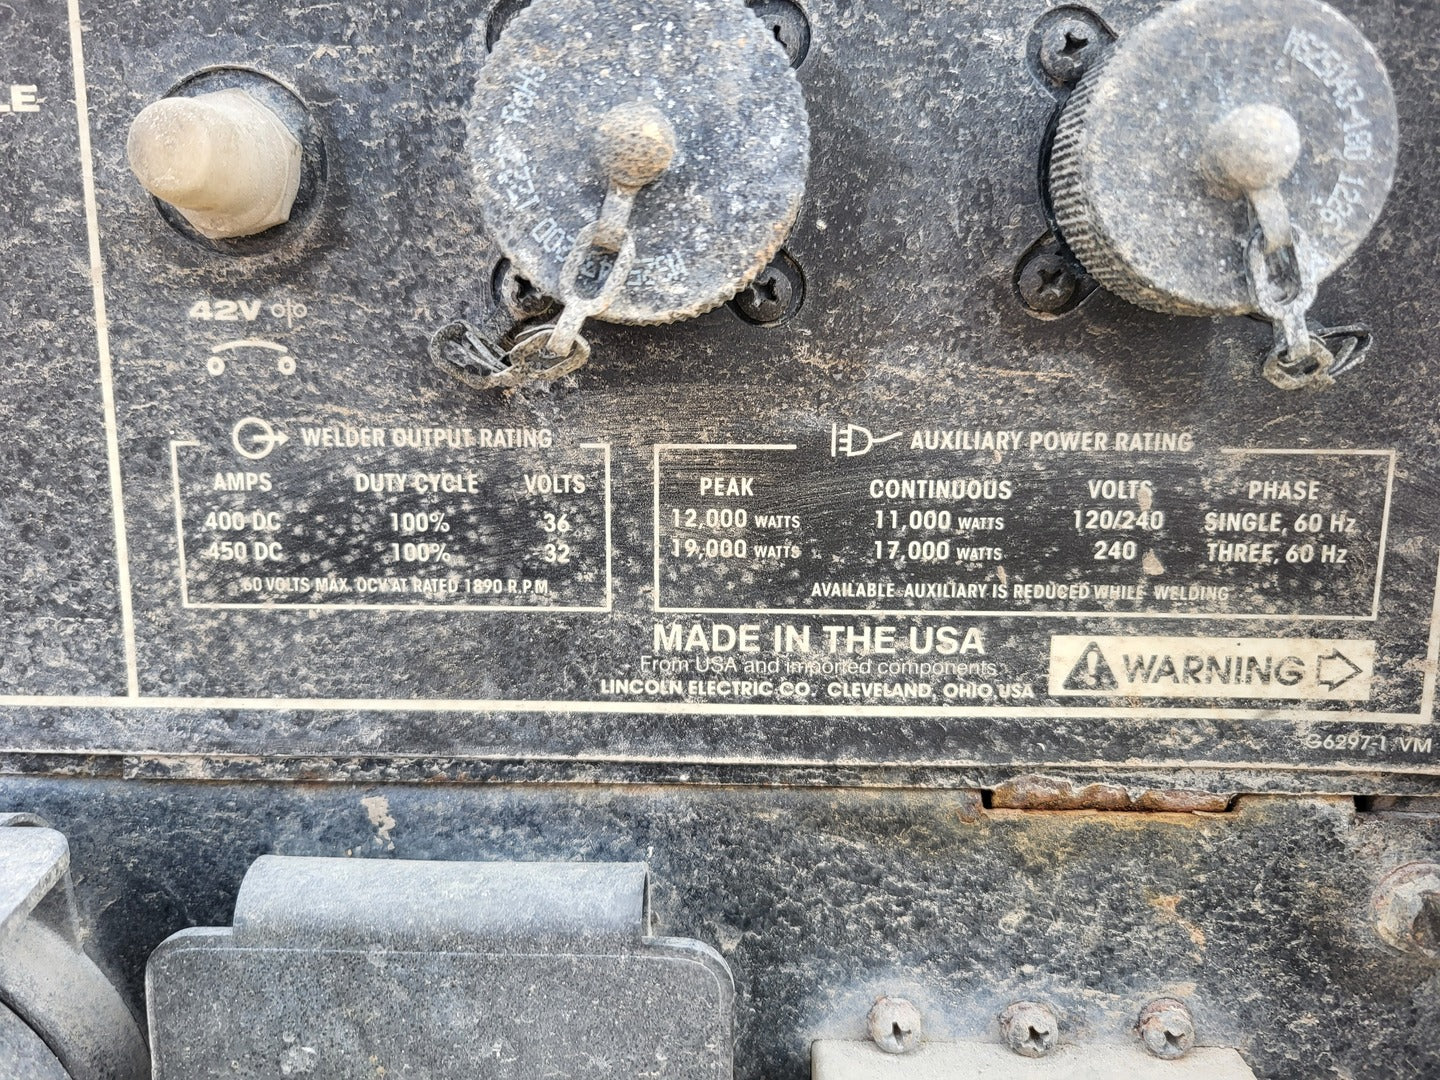 LE
42V
WELDER OUTPUT RATING
AMPS DUTY CYCLE VOLTS
400 DC 100% 36
450 DC 100% 32
60 VOLTS MAX. OCV AT RATED 1890 R.P.M.
AUXILIARY POWER RATING
PEAK CONTINUOUS VOLTS PHASE
12,000 WATTS 11,000 WATTS 120/240 SINGLE, 60 Hz
19,000 WATTS 17,000 WATTS 240 THREE, 60 Hz
AVAILABLE AUXILIARY IS REDUCED WHILE WELDING
MADE IN THE USA
From USA and imported components
LINCOLN ELECTRIC CO. CLEVELAND, OHIO USA
WARNING
G6297-1 VM